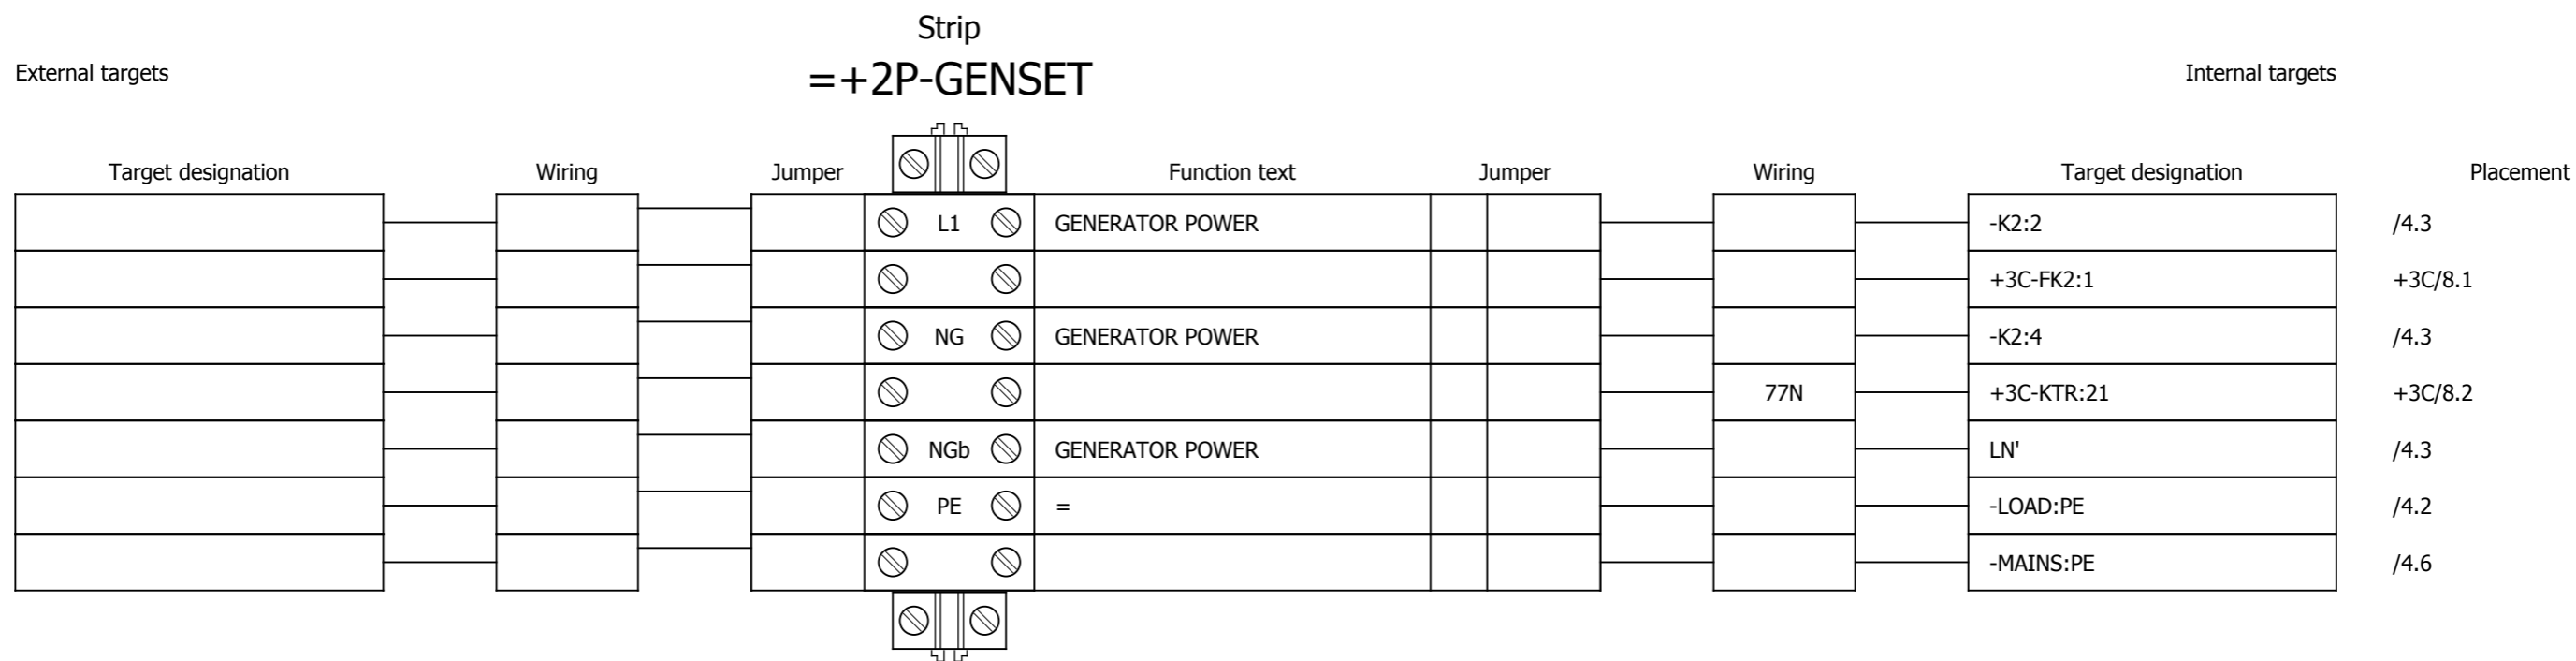 Strip
External targets =+2P-GENSET Internal targets
Target designation Wiring Jumper Function text Jumper Wiring Target designation Placement
L1 GENERATOR POWER -K2:2 /4.3
+3C-FK2:1 +3C/8.1
NG GENERATOR POWER -K2:4 /4.3
77N +3C-KTR:21 +3C/8.2
NGb GENERATOR POWER LN' /4.3
PE = -LOAD:PE /4.2
-MAINS:PE /4.6